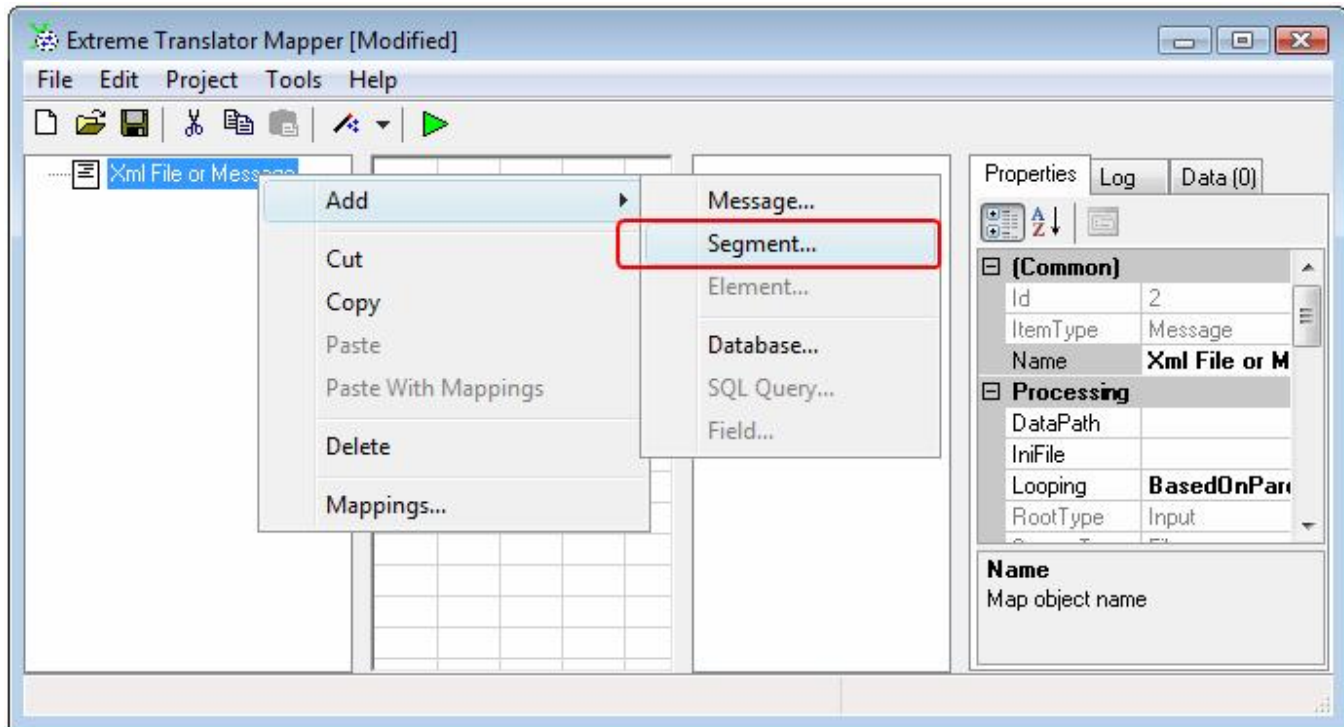 Extreme Translator Mapper [Modified]
File Edit Project Tools Help
Xml File or Message
Properties Log Data (0)
Add
Cut
Copy
Paste
Paste With Mappings
Delete
Mappings...
Message...
Segment...
Element...
Database...
SQL Query...
Field...
(Common)
Id 2
ItemType Message
Name Xml File or M
Processing
DataPath
IniFile
Looping BasedOnPare
RootType Input
Name
Map object name